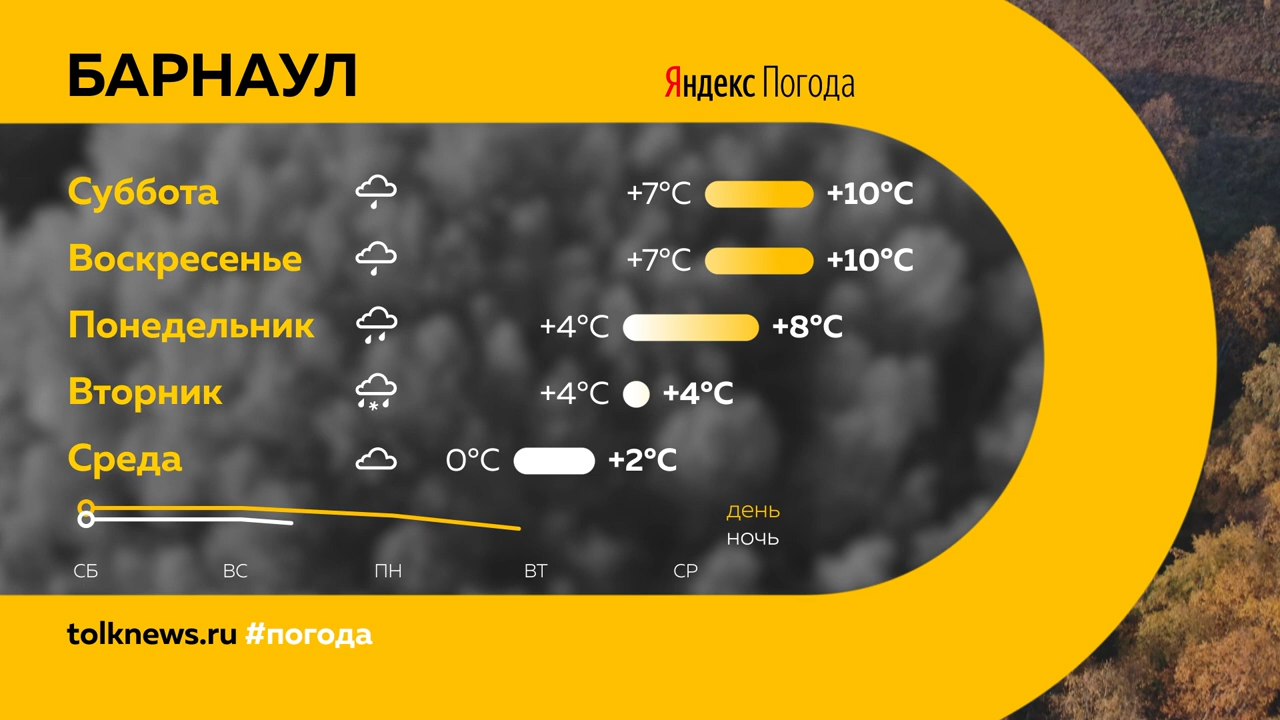 БАРНАУЛ
Яндекс Погода
Суббота +7°C +10°C
Воскресенье +7°C +10°C
Понедельник +4°C +8°C
Вторник +4°C +4°C
Среда 0°C +2°C
день
ночь
СБ ВС ПН ВТ СР
tolknews.ru #погода